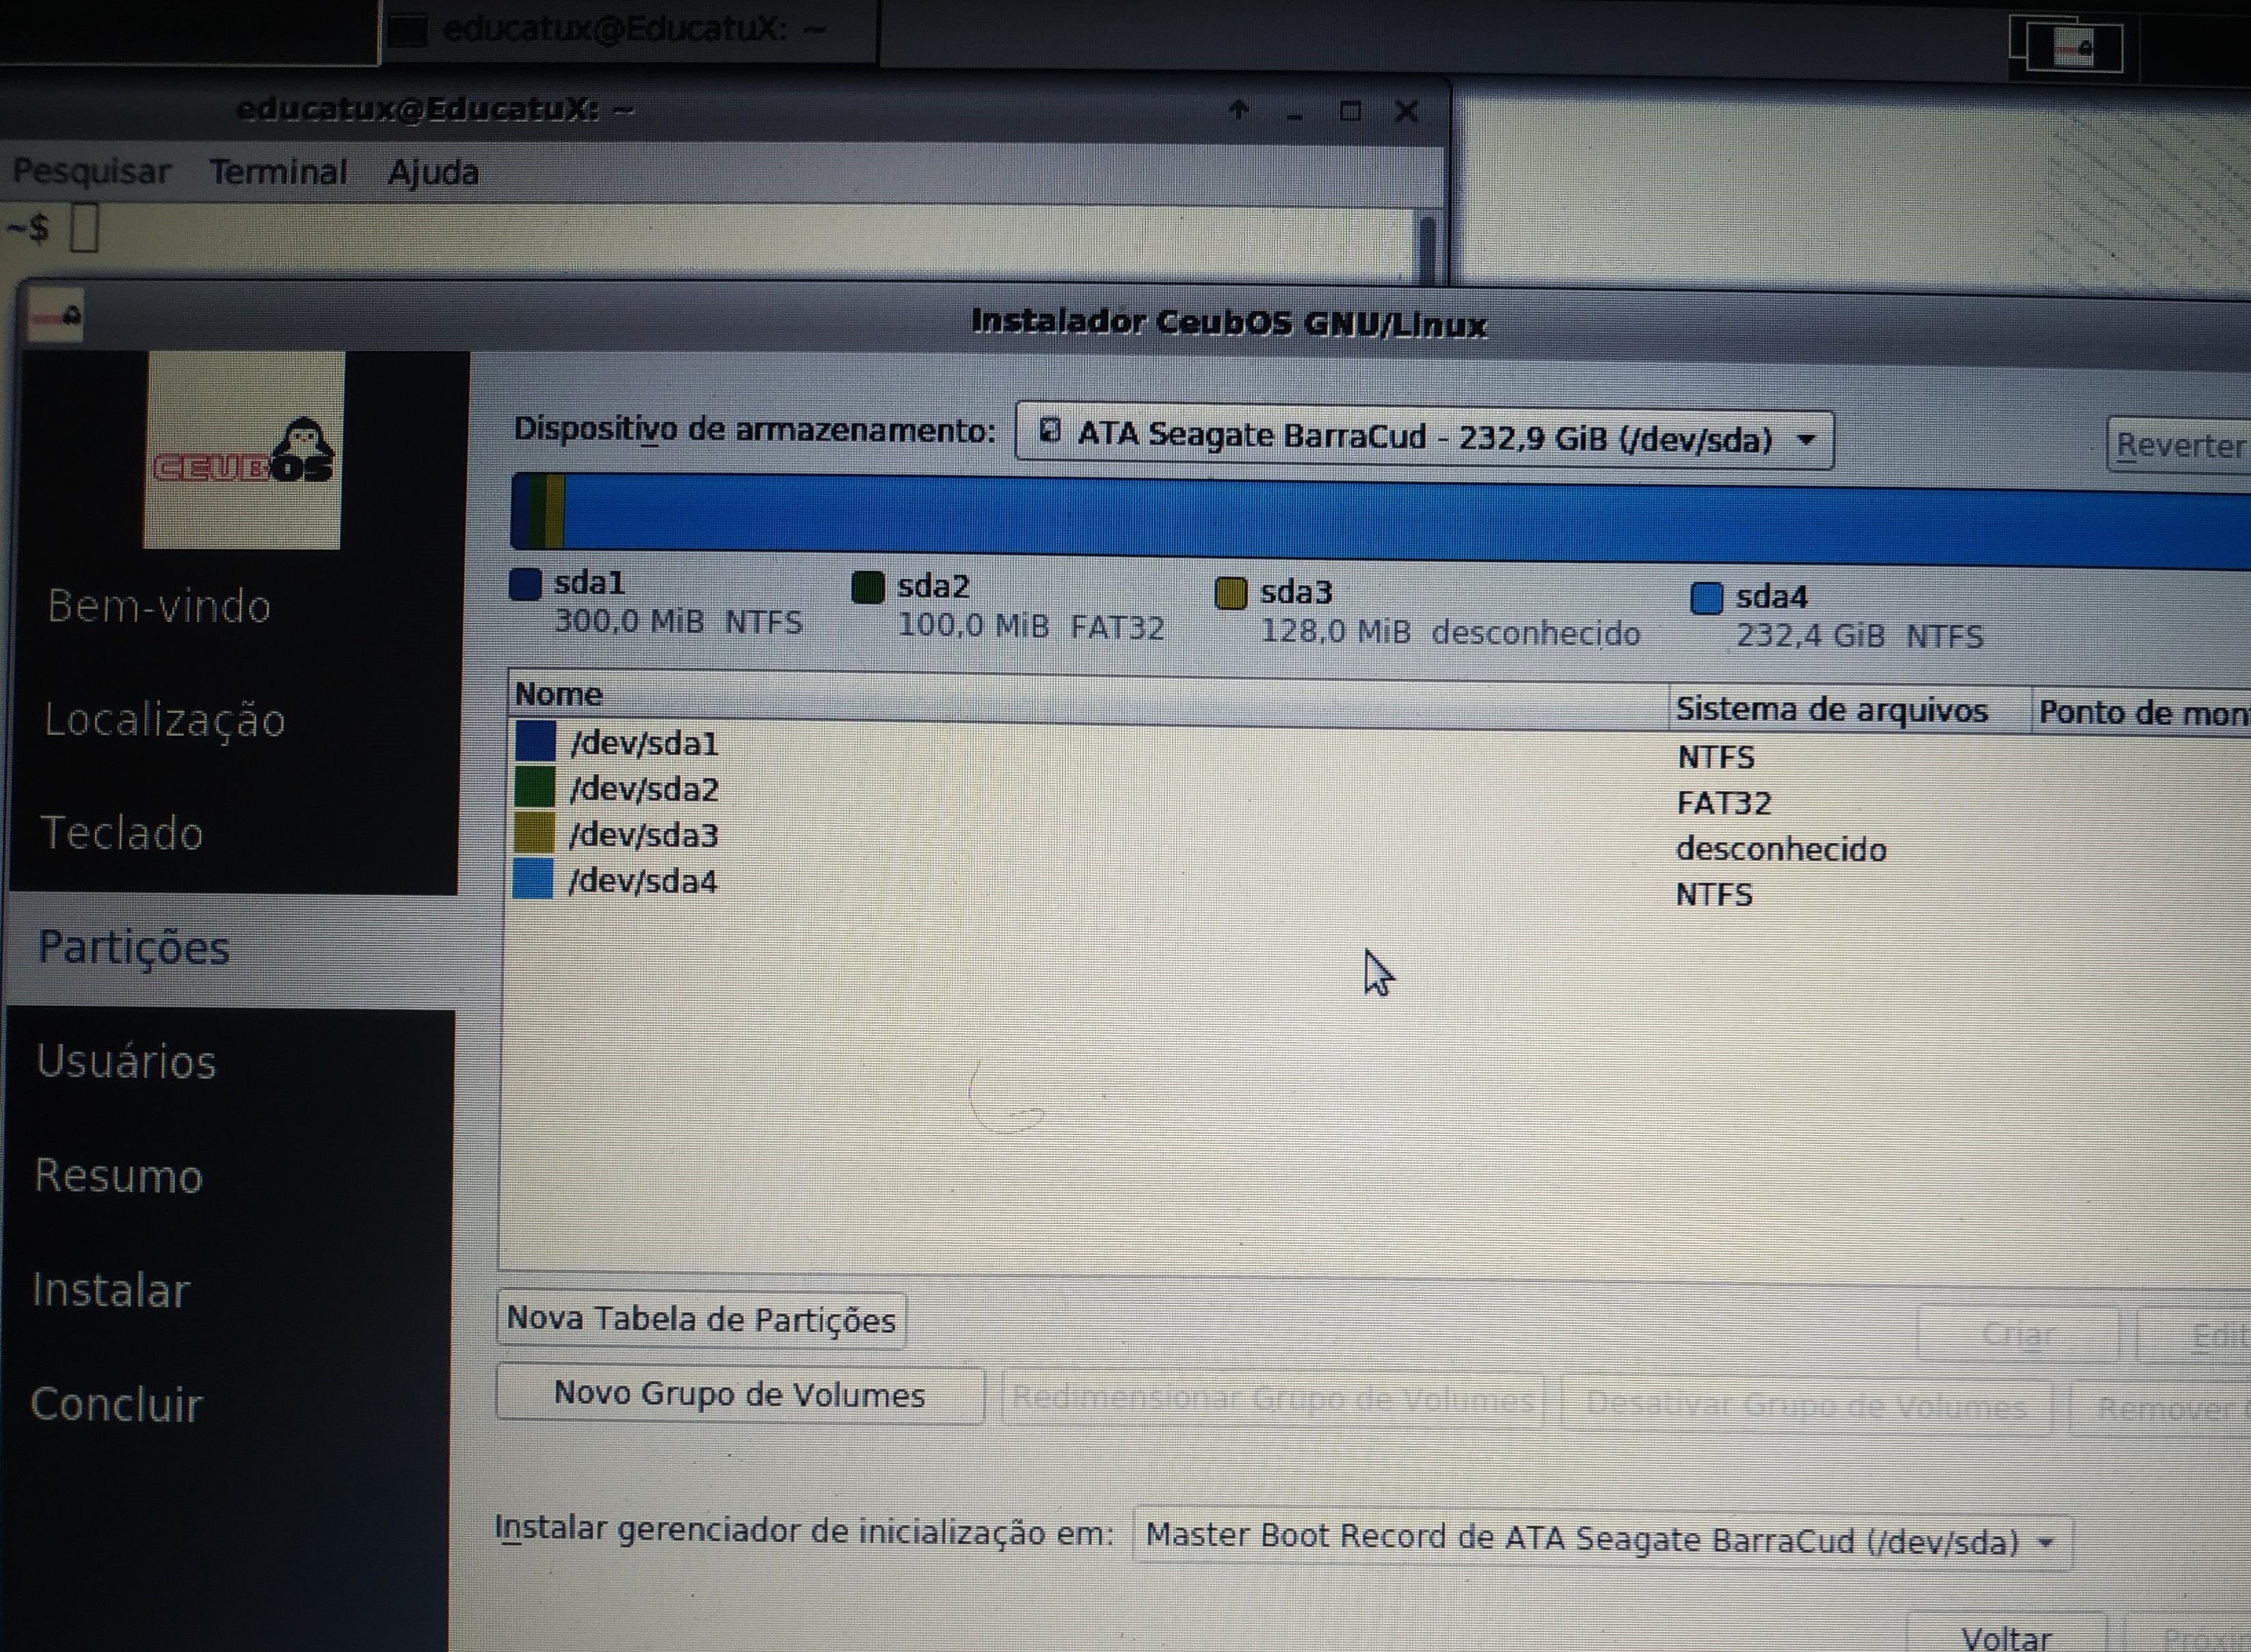 educatux@EducatuX: ~
educatux@EducatuX: ~
Pesquisar Terminal Ajuda
~$
Instalador CeubOS GNU/Linux
CEUBOS
Bem-vindo
Localização
Teclado
Partições
Usuários
Resumo
Instalar
Concluir
Dispositivo de armazenamento: ATA Seagate BarraCud - 232,9 GiB (/dev/sda) Reverter
sda1 sda2 sda3 sda4
300,0 MiB NTFS 100,0 MiB FAT32 128,0 MiB desconhecido 232,4 GiB NTFS
Nome Sistema de arquivos Ponto de mon
/dev/sda1 NTFS
/dev/sda2 FAT32
/dev/sda3 desconhecido
/dev/sda4 NTFS
Nova Tabela de Partições Criar Edit
Novo Grupo de Volumes Redimensionar Grupo de Volumes Desativar Grupo de Volumes Remover
Instalar gerenciador de inicialização em: Master Boot Record de ATA Seagate BarraCud (/dev/sda)
Voltar